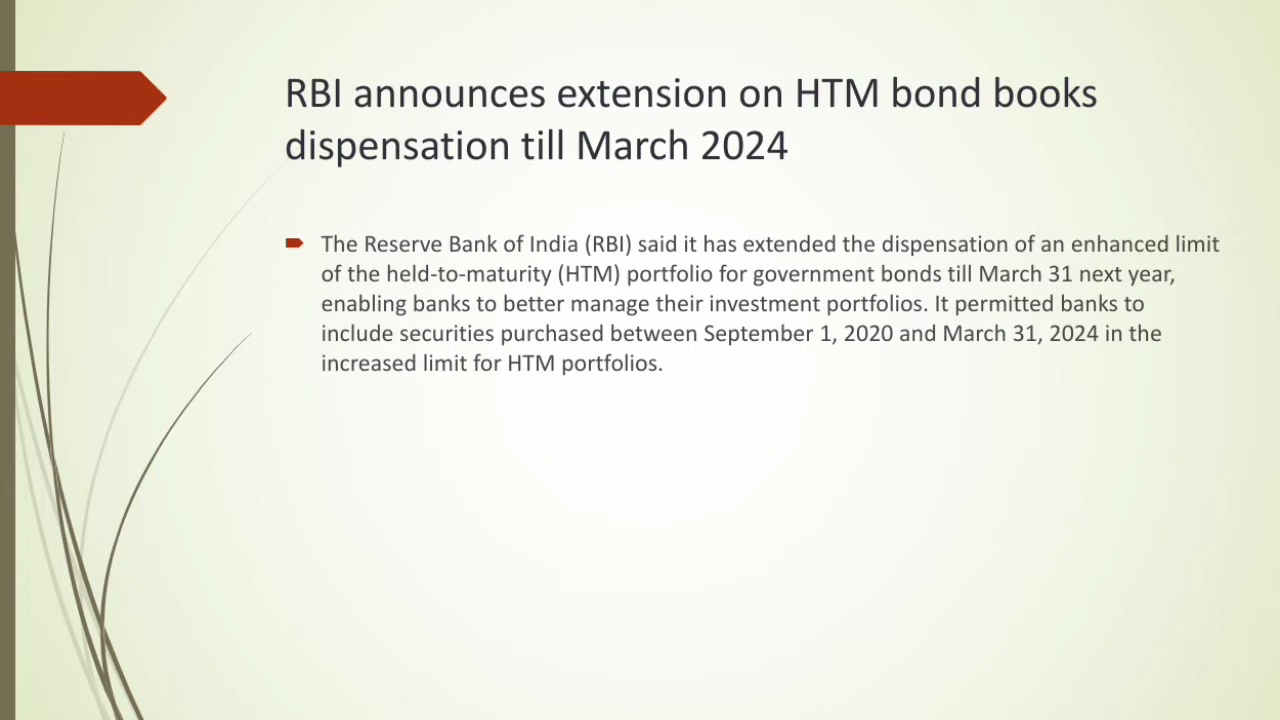 RBI announces extension on HTM bond books
dispensation till March 2024
The Reserve Bank of India (RBI) said it has extended the dispensation of an enhanced limit
of the held-to-maturity (HTM) portfolio for government bonds till March 31 next year,
enabling banks to better manage their investment portfolios. It permitted banks to
include securities purchased between September 1, 2020 and March 31, 2024 in the
increased limit for HTM portfolios.